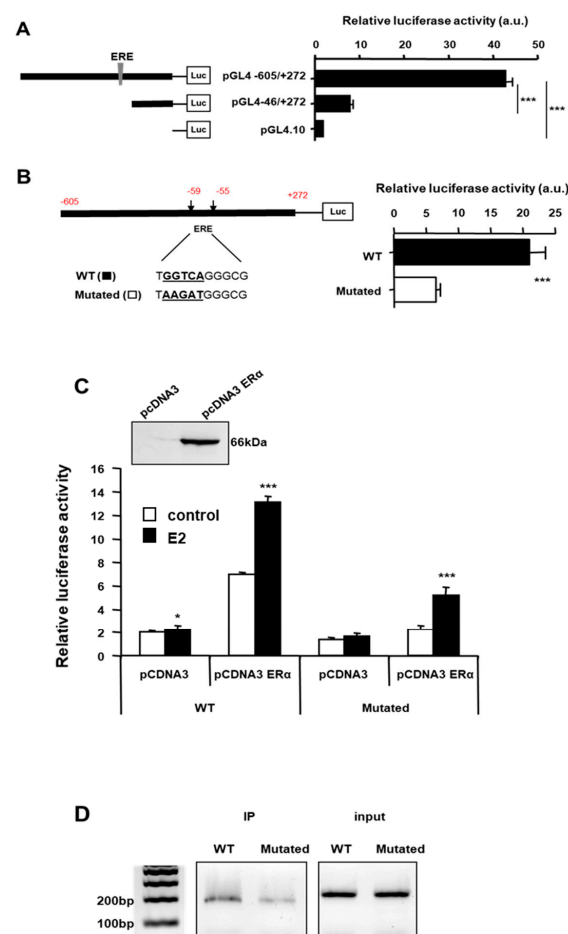 A
Relative luciferase activity (a.u.)
0 10 20 30 40 50
ERE
Luc pGL4 -605/+272
Luc pGL4-46/+272
Luc pGL4.10
***
***
B
-605 -59 -55 +272
Luc
ERE
WT (■) TGGTCAGGGCG
Mutated (□) TAAGATGGGCG
Relative luciferase activity (a.u.)
0 5 10 15 20 25
WT
Mutated
***
C
pcDNA3 pcDNA3 ERα
66kDa
Relative luciferase activity
16
14
12
10
8
6
4
2
0
control
E2
*
***
***
pCDNA3 pCDNA3 ERα pCDNA3 pCDNA3 ERα
WT Mutated
D
IP input
WT Mutated WT Mutated
200bp
100bp